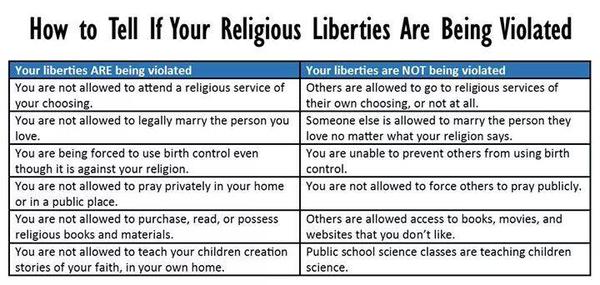 How to Tell If Your Religious Liberties Are Being Violated
Your liberties ARE being violated
Your liberties are NOT being violated
You are not allowed to attend a religious service of
your choosing.
Others are allowed to go to religious services of
their own choosing, or not at all.
You are not allowed to legally marry the person you
love.
Someone else is allowed to marry the person they
love no matter what your religion says.
You are being forced to use birth control even
though it is against your religion.
You are unable to prevent others from using birth
control.
You are not allowed to pray privately in your home
or in a public place.
You are not allowed to force others to pray publicly.
You are not allowed to purchase, read, or possess
religious books and materials.
Others are allowed access to books, movies, and
websites that you don't like.
You are not allowed to teach your children creation
stories of your faith, in your own home.
Public school science classes are teaching children
science.